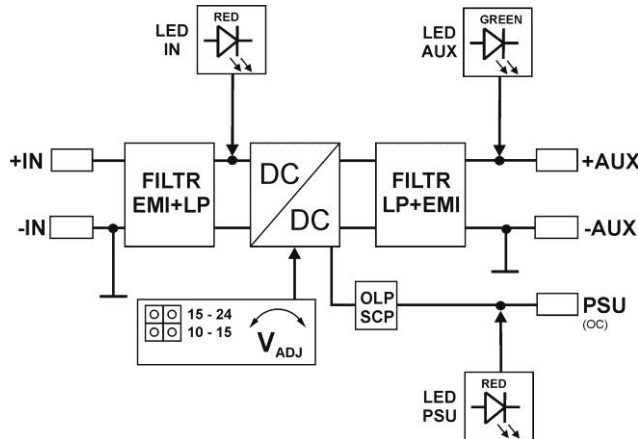 LED
IN
RED
LED
AUX
GREEN
+IN
-IN
FILTR
EMI+LP
DC
DC
FILTR
LP+EMI
+AUX
-AUX
15 - 24
10 - 15
VADJ
OLP
SCP
PSU
(OC)
LED
PSU
RED